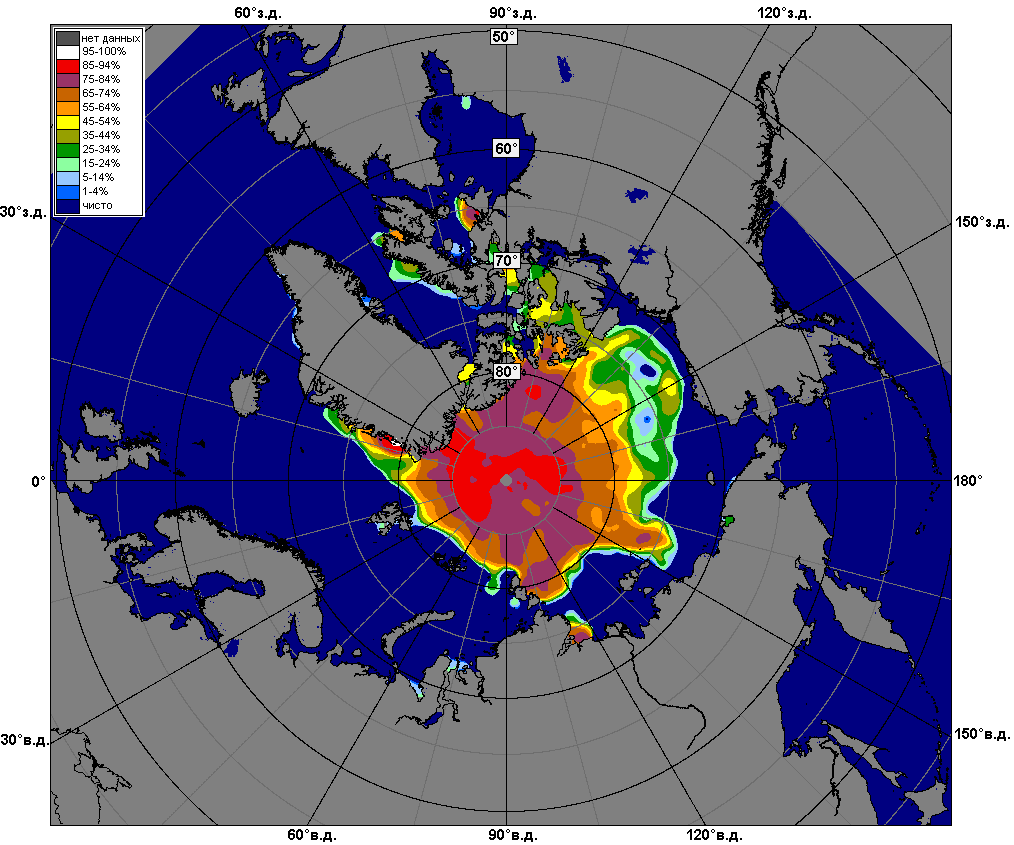 60°з.д.
90°з.д.
120°з.д.
нет данных
95-100%
85-94%
75-84%
65-74%
55-64%
45-54%
35-44%
25-34%
15-24%
5-14%
1-4%
чисто
50°
60°
70°
80°
30°з.д.
150°з.д.
0°
180°
30°в.д.
150°в.д.
60°в.д.
90°в.д.
120°в.д.